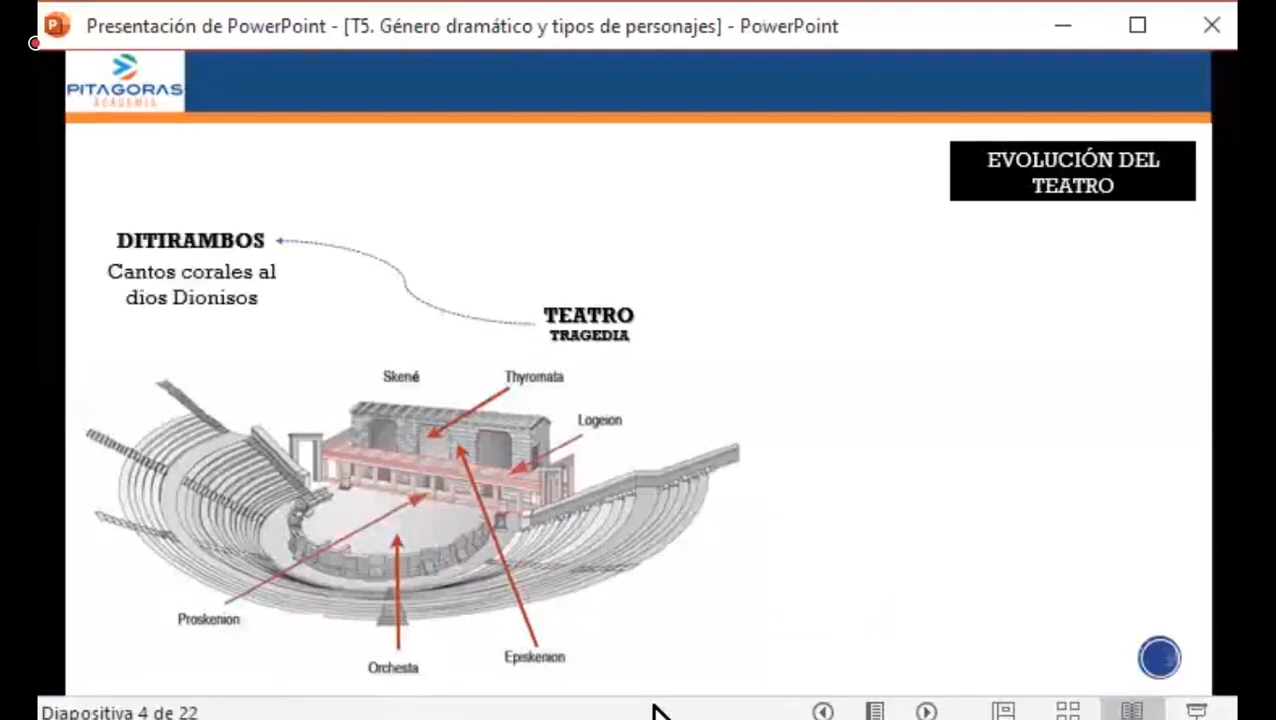 Presentación de PowerPoint - [T5. Género dramático y tipos de personajes] - PowerPoint
PITAGORAS
ACADEMIA
EVOLUCIÓN DEL
TEATRO
DITIRAMBOS
Cantos corales al
dios Dionisos
TEATRO
TRAGEDIA
Skené
Thyromata
Logeion
Proskenion
Orchesta
Episkenion
Diapositiva 4 de 22